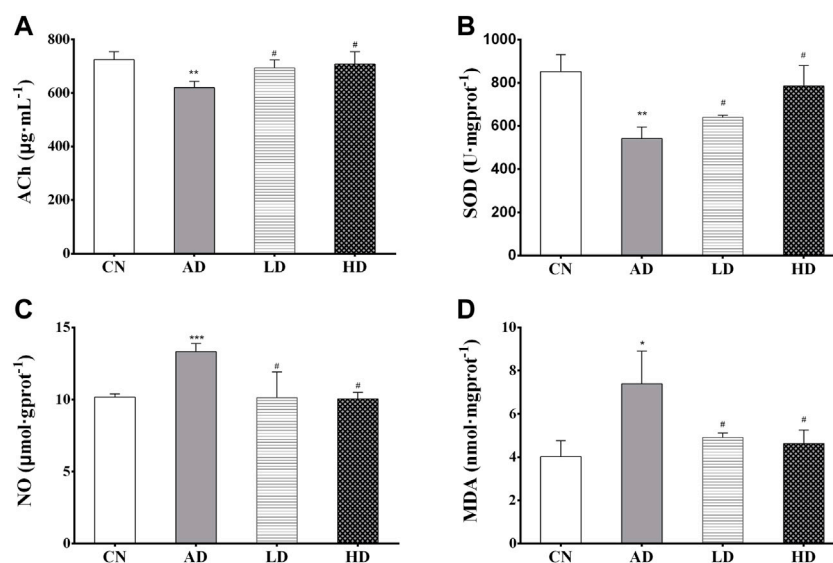 A
ACh (μg·mL⁻¹)
800
600
400
200
0
**
#
#
CN AD LD HD
B
SOD (U·mgprot⁻¹)
1000
800
600
400
200
0
**
#
#
CN AD LD HD
C
NO (μmol·gprot⁻¹)
15
10
5
0
***
#
#
CN AD LD HD
D
MDA (nmol·mgprot⁻¹)
10
8
6
4
2
0
*
#
#
CN AD LD HD